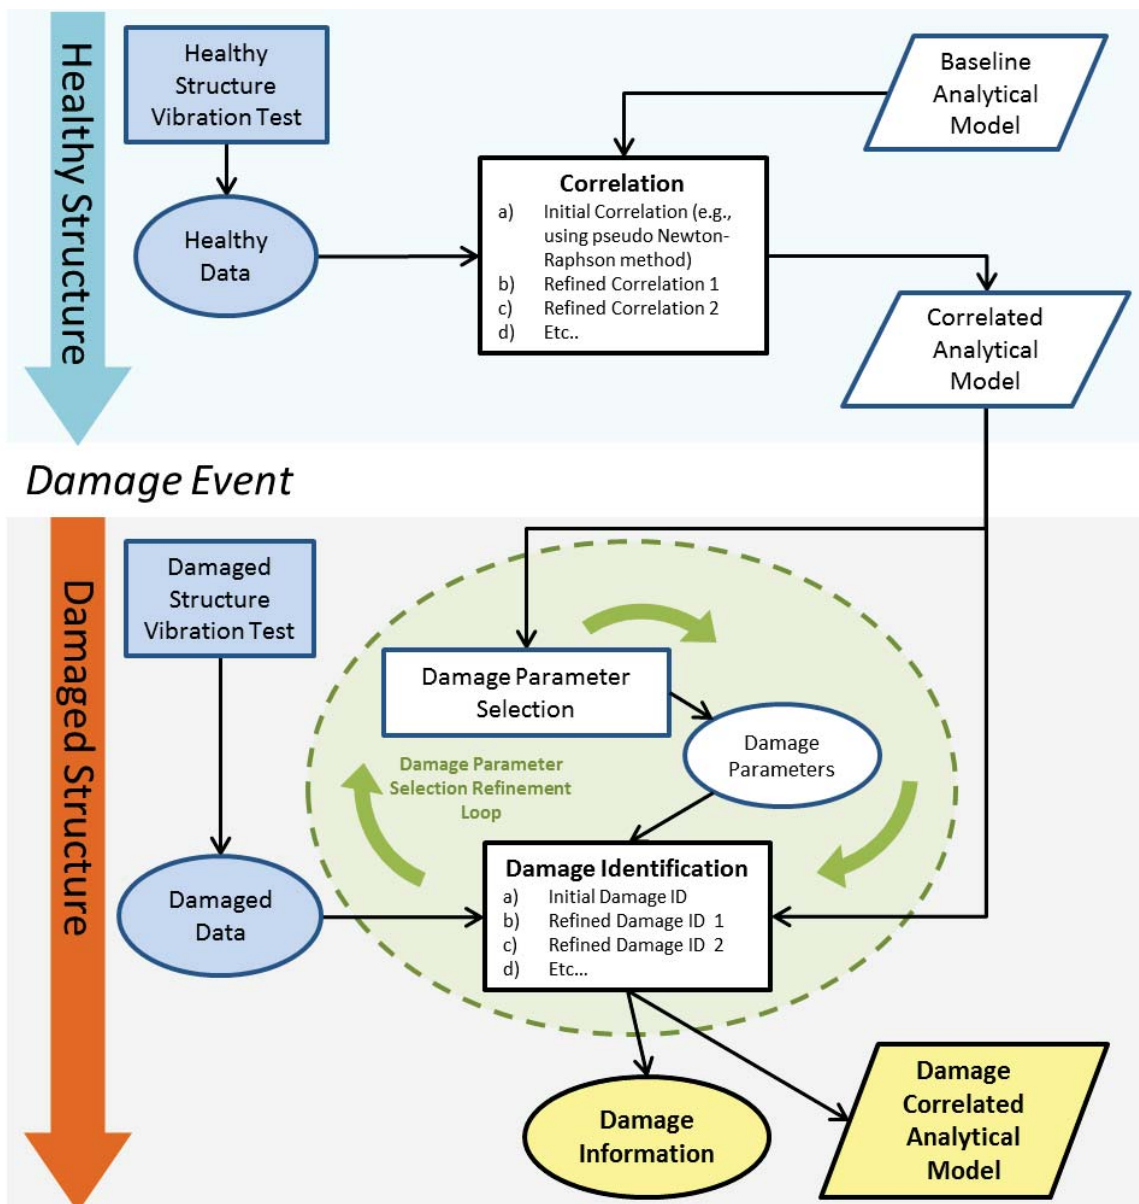 Healthy Structure
Healthy
Structure
Vibration Test
Baseline
Analytical
Model
Correlation
a) Initial Correlation (e.g.,
using pseudo Newton-
Raphson method)
b) Refined Correlation 1
c) Refined Correlation 2
d) Etc..
Healthy
Data
Correlated
Analytical
Model
Damage Event
Damaged Structure
Damaged
Structure
Vibration Test
Damage Parameter
Selection
Damage
Parameters
Damage Parameter
Selection Refinement
Loop
Damage Identification
a) Initial Damage ID
b) Refined Damage ID 1
c) Refined Damage ID 2
d) Etc...
Damaged
Data
Damage
Information
Damage
Correlated
Analytical
Model